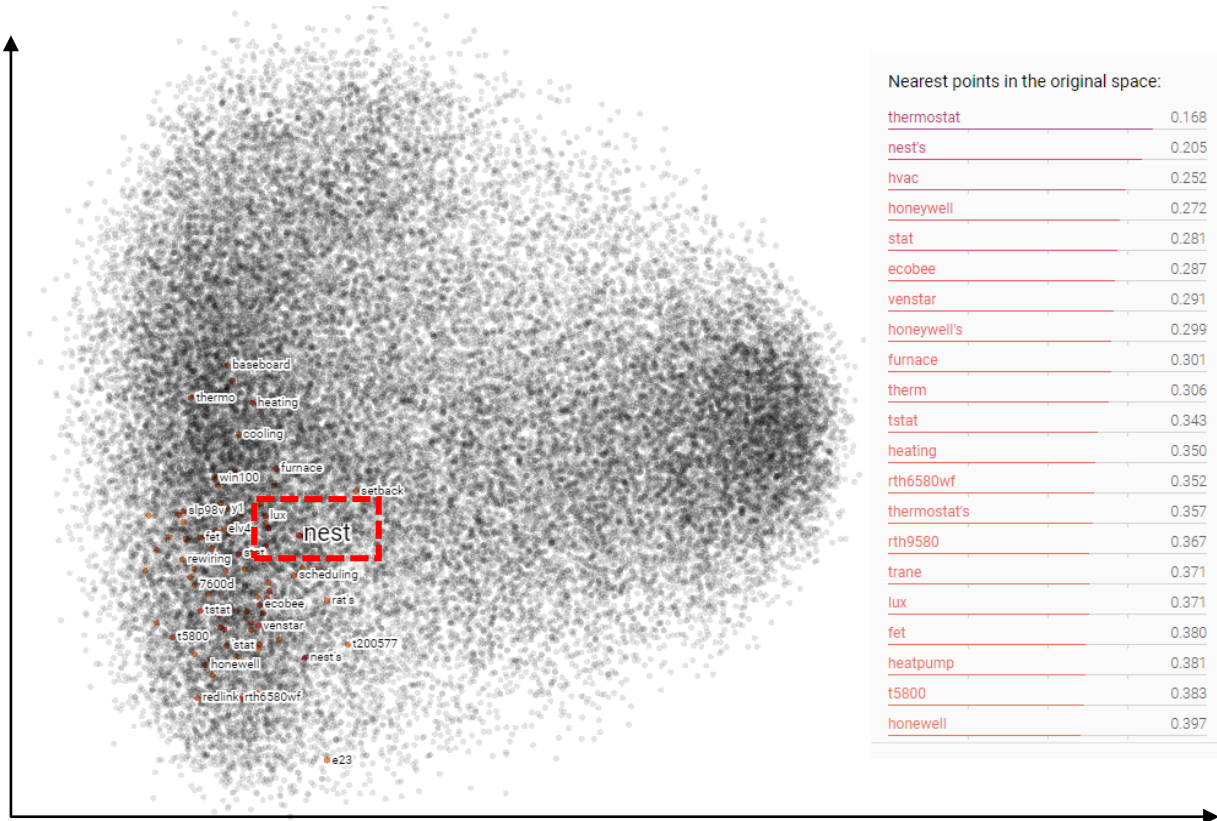 baseboard
thermo
heating
cooling
furnace
win100
setback
slp98v
y1
lux
elv4
nest
fet
stat
rewiring
scheduling
7600d
rat's
ecobee
tstat
venstar
t5800
'stat
t200577
nest's
honewell
redlink
rth6580wf
e23
Nearest points in the original space:
thermostat 0.168
nest's 0.205
hvac 0.252
honeywell 0.272
stat 0.281
ecobee 0.287
venstar 0.291
honeywell's 0.299
furnace 0.301
therm 0.306
tstat 0.343
heating 0.350
rth6580wf 0.352
thermostat's 0.357
rth9580 0.367
trane 0.371
lux 0.371
fet 0.380
heatpump 0.381
t5800 0.383
honewell 0.397